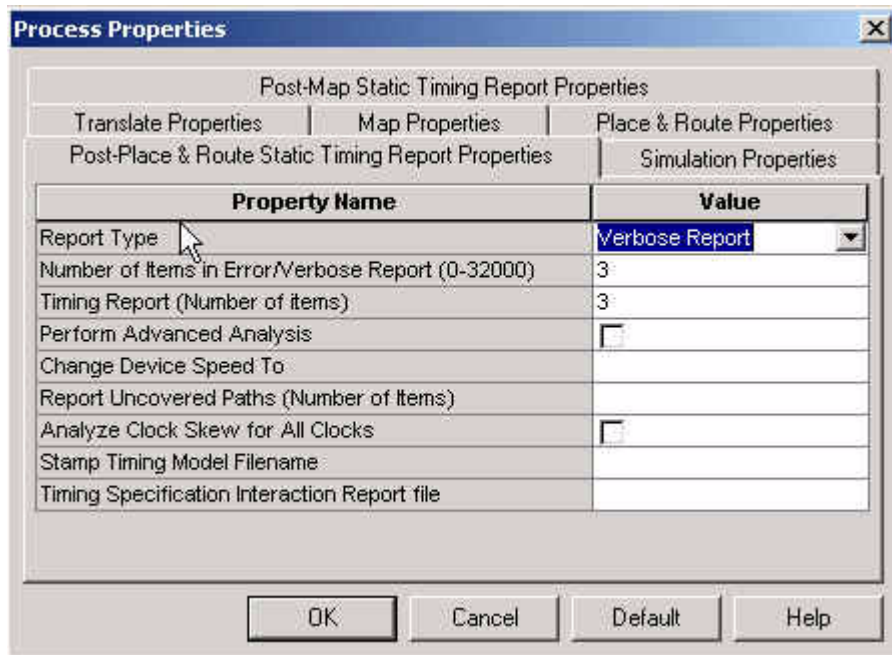 Process Properties
Post-Map Static Timing Report Properties
Translate Properties
Map Properties
Place & Route Properties
Post-Place & Route Static Timing Report Properties
Simulation Properties
Property Name Value
Report Type Verbose Report
Number of Items in Error/Verbose Report (0-32000) 3
Timing Report (Number of items) 3
Perform Advanced Analysis
Change Device Speed To
Report Uncovered Paths (Number of Items)
Analyze Clock Skew for All Clocks
Stamp Timing Model Filename
Timing Specification Interaction Report file
OK Cancel Default Help